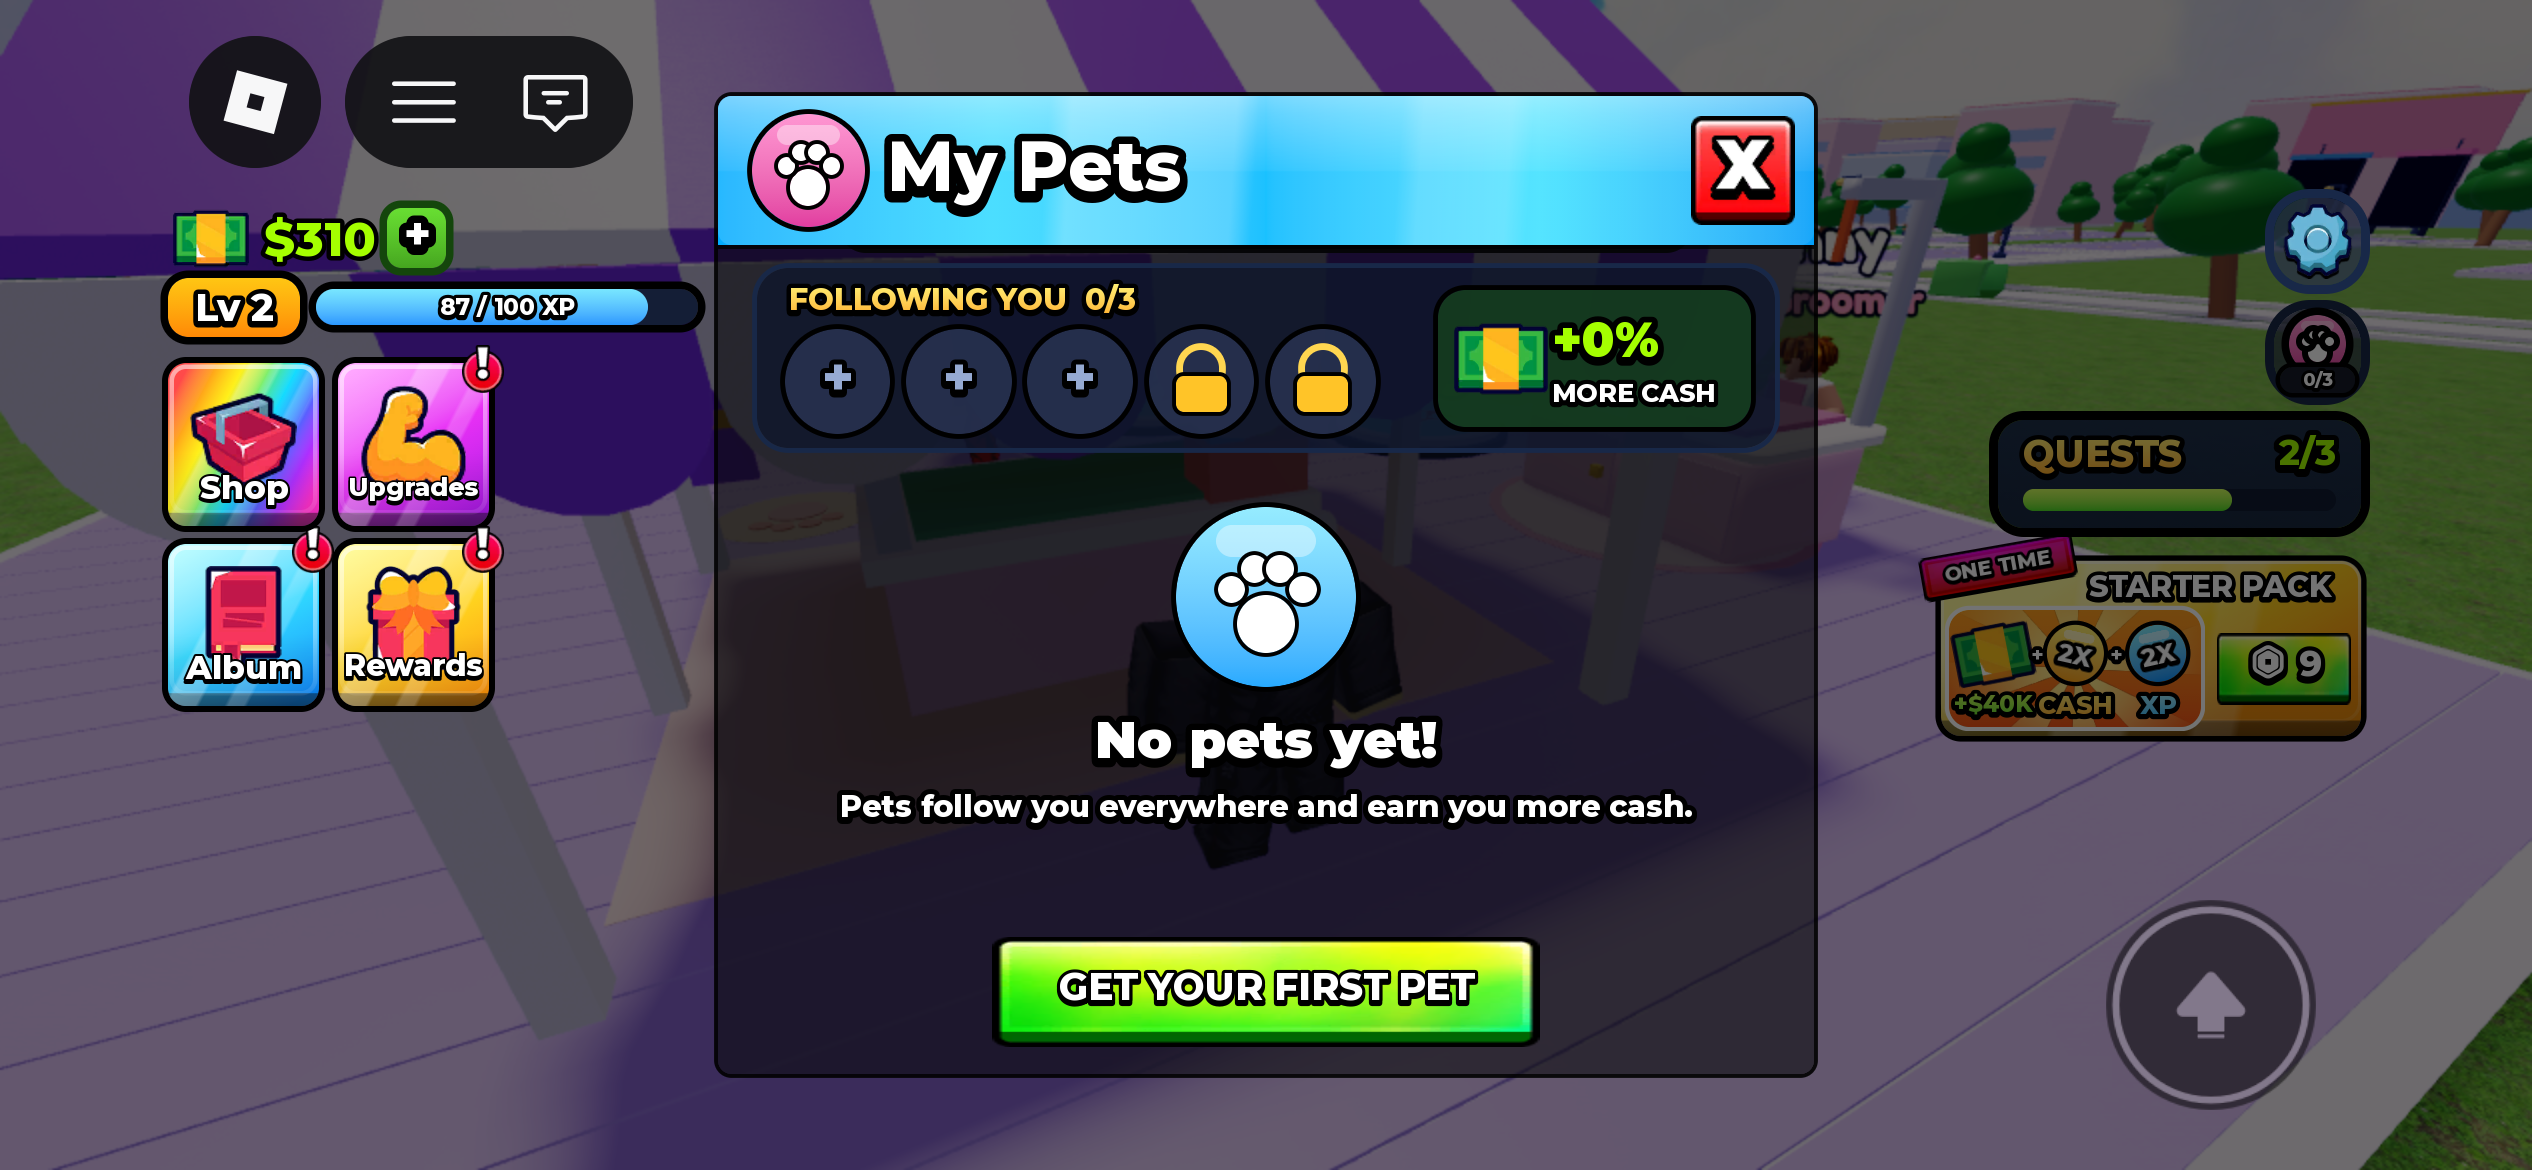 My Pets
X
$310
Lv 2
87 / 100 XP
FOLLOWING YOU 0/3
+0%
MORE CASH
Shop
Upgrades
Album
Rewards
0/3
QUESTS 2/3
ONE TIME
STARTER PACK
2X
2X
9
+$40K CASH XP
No pets yet!
Pets follow you everywhere and earn you more cash.
GET YOUR FIRST PET